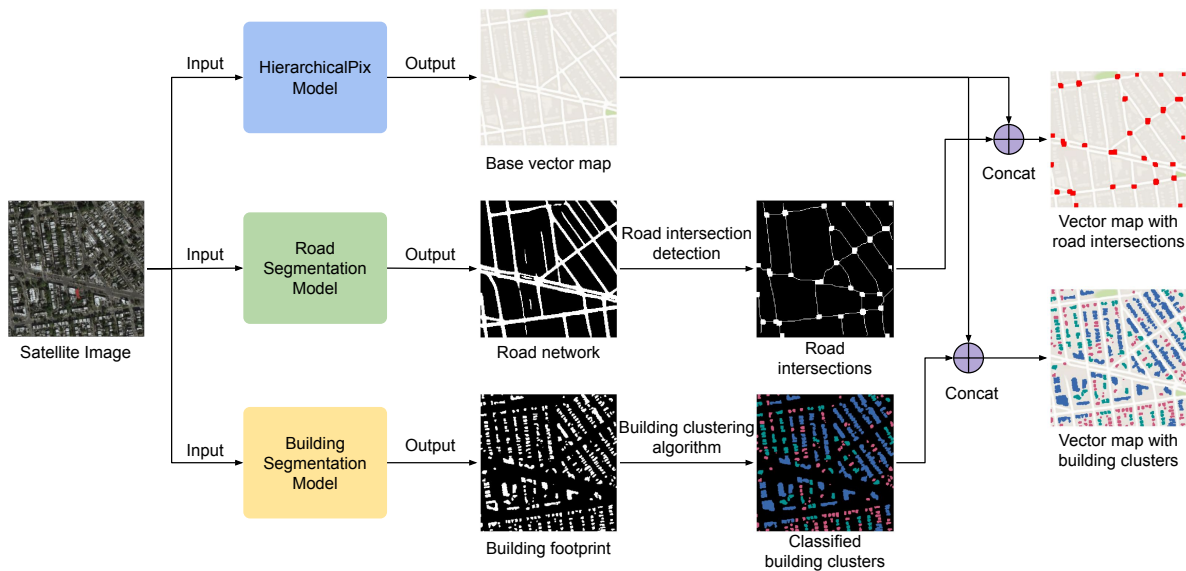 Input
HierarchicalPix
Model
Output
Base vector map
Concat
Vector map with
road intersections
Satellite Image
Input
Road
Segmentation
Model
Output
Road network
Road intersection
detection
Road
intersections
Concat
Vector map with
building clusters
Input
Building
Segmentation
Model
Output
Building footprint
Building clustering
algorithm
Classified
building clusters